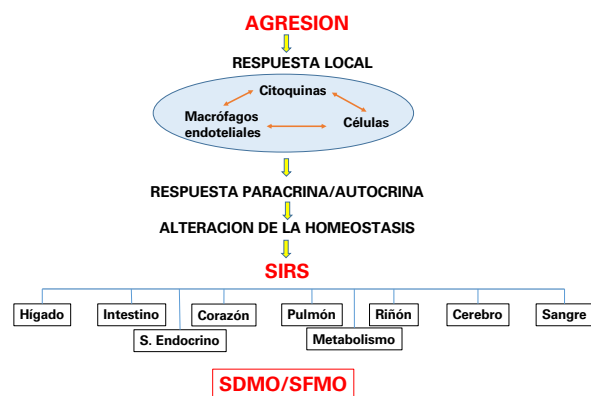 AGRESION
RESPUESTA LOCAL
Citoquinas
Macrófagos
endoteliales
Células
RESPUESTA PARACRINA/AUTOCRINA
ALTERACION DE LA HOMEOSTASIS
SIRS
Hígado
Intestino
Corazón
Pulmón
Riñón
Cerebro
Sangre
S. Endocrino
Metabolismo
SDMO/SFMO